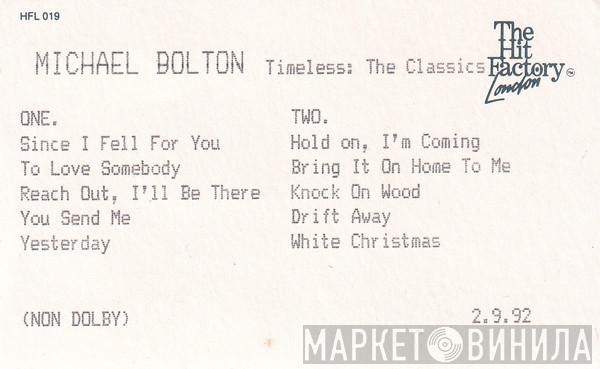 HFL 019
The
Hit
Factory
London
MICHAEL BOLTON Timeless: The Classics
ONE.
Since I Fell For You
To Love Somebody
Reach Out, I'll Be There
You Send Me
Yesterday
TWO.
Hold on, I'm Coming
Bring It On Home To Me
Knock On Wood
Drift Away
White Christmas
(NON DOLBY)
2.9.92
МАРКЕТ ВИНИЛА